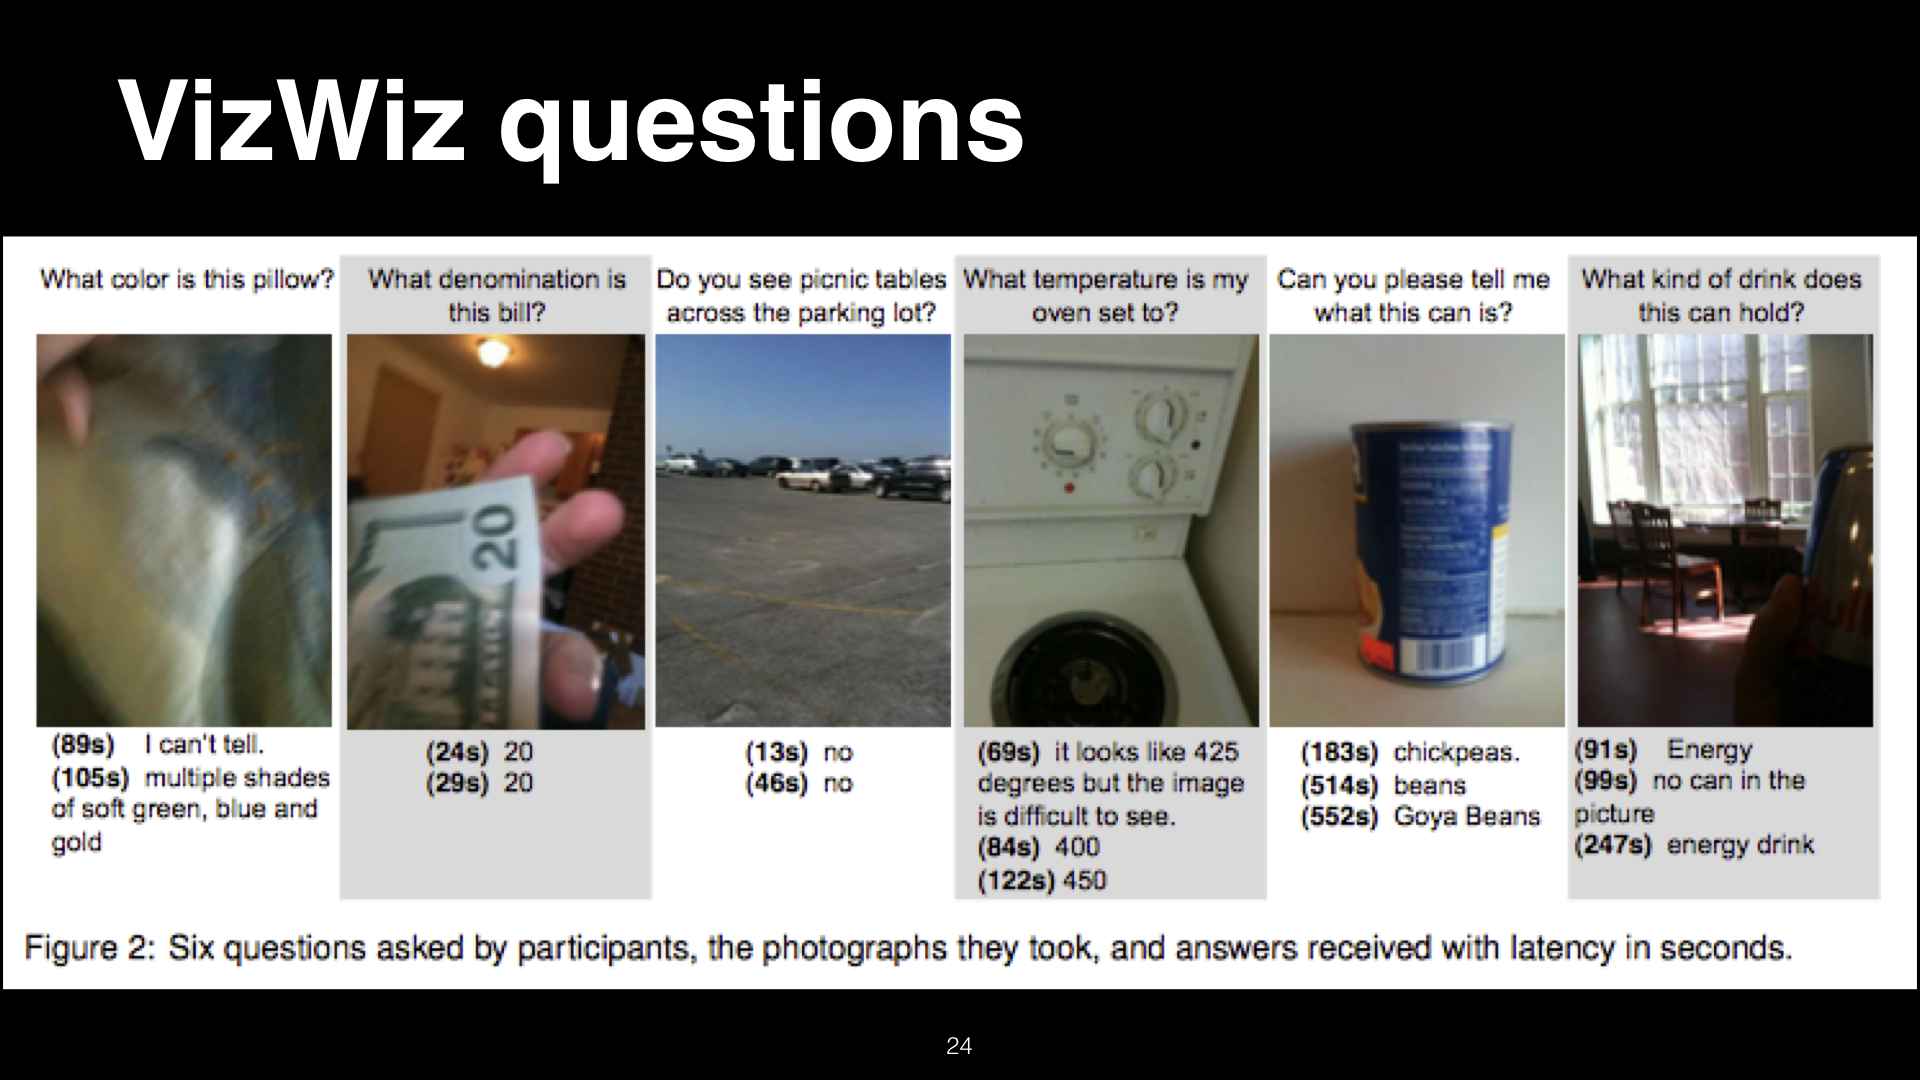 VizWiz questions
What color is this pillow?
(89s) I can't tell.
(105s) multiple shades
of soft green, blue and
gold
What denomination is
this bill?
20
(24s) 20
(29s) 20
Do you see picnic tables
across the parking lot?
(13s) no
(46s) no
What temperature is my
oven set to?
(69s) it looks like 425
degrees but the image
is difficult to see.
(84s) 400
(122s) 450
Can you please tell me
what this can is?
(183s) chickpeas.
(514s) beans
(552s) Goya Beans
What kind of drink does
this can hold?
(91s) Energy
(99s) no can in the
picture
(247s) energy drink
Figure 2: Six questions asked by participants, the photographs they took, and answers received with latency in seconds.
24